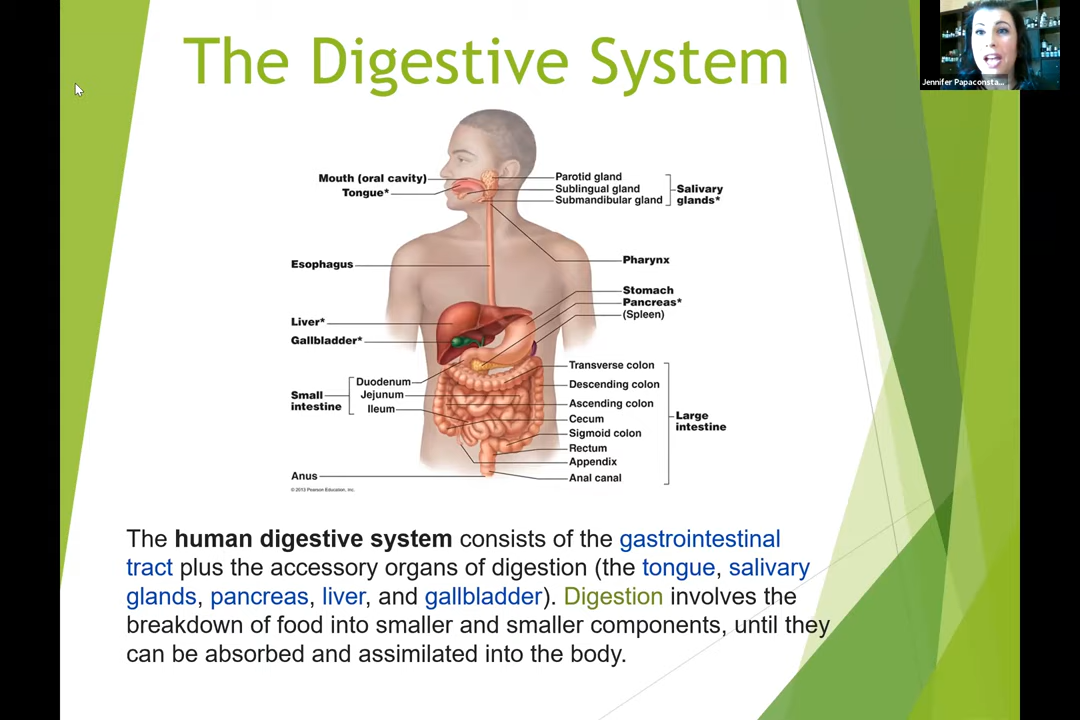 The Digestive System
Jennifer Papaconsta...
Mouth (oral cavity)
Tongue*
Parotid gland
Sublingual gland
Submandibular gland
Salivary
glands*
Esophagus
Pharynx
Stomach
Pancreas*
(Spleen)
Liver*
Gallbladder*
Small
intestine
Duodenum
Jejunum
Ileum
Transverse colon
Descending colon
Ascending colon
Cecum
Sigmoid colon
Rectum
Appendix
Anal canal
Large
intestine
Anus
© 2013 Pearson Education, Inc.
The human digestive system consists of the gastrointestinal
tract plus the accessory organs of digestion (the tongue, salivary
glands, pancreas, liver, and gallbladder). Digestion involves the
breakdown of food into smaller and smaller components, until they
can be absorbed and assimilated into the body.